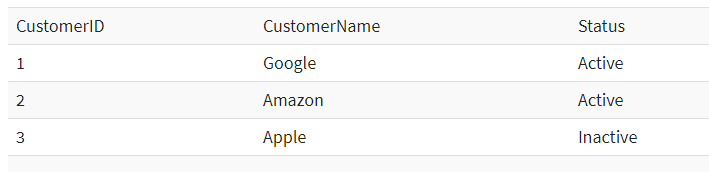 CustomerID CustomerName Status
1 Google Active
2 Amazon Active
3 Apple Inactive